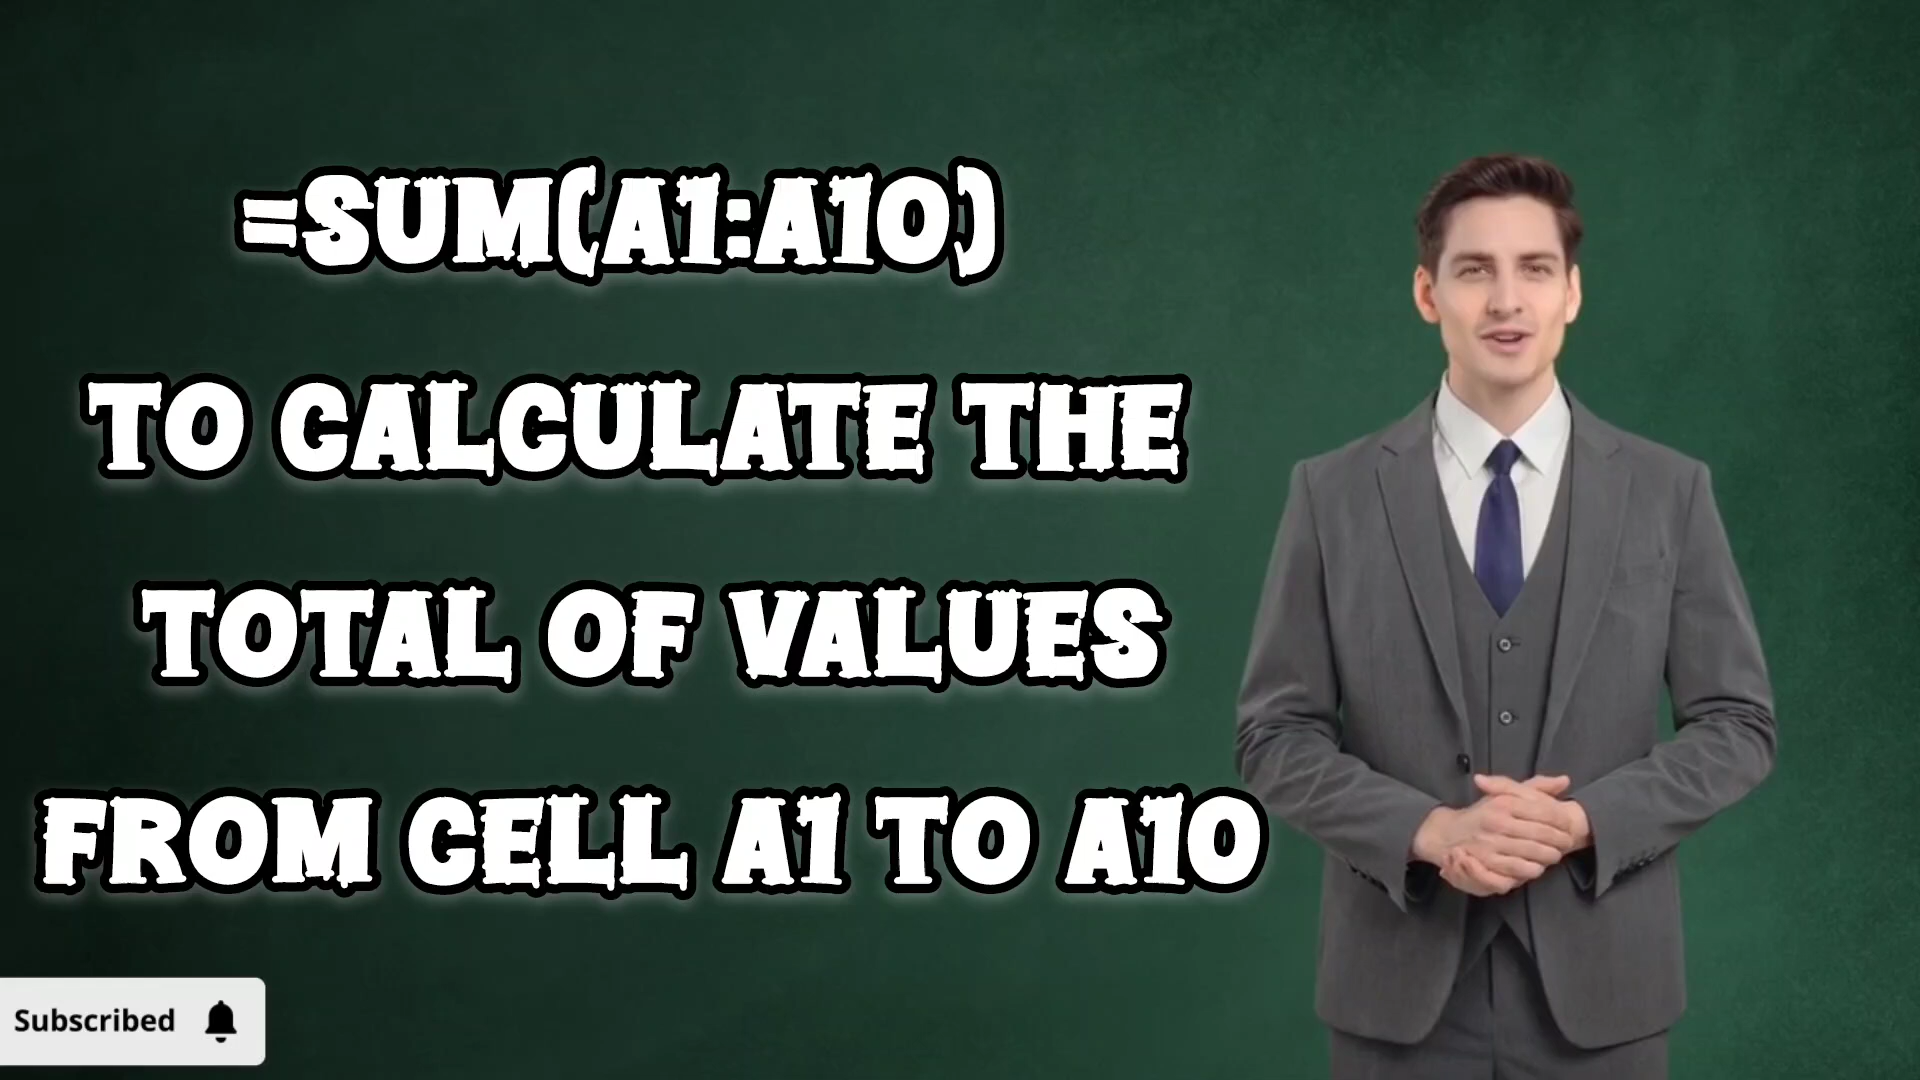 =SUM(A1:A10)
TO CALCULATE THE
TOTAL OF VALUES
FROM CELL A1 TO A10
Subscribed